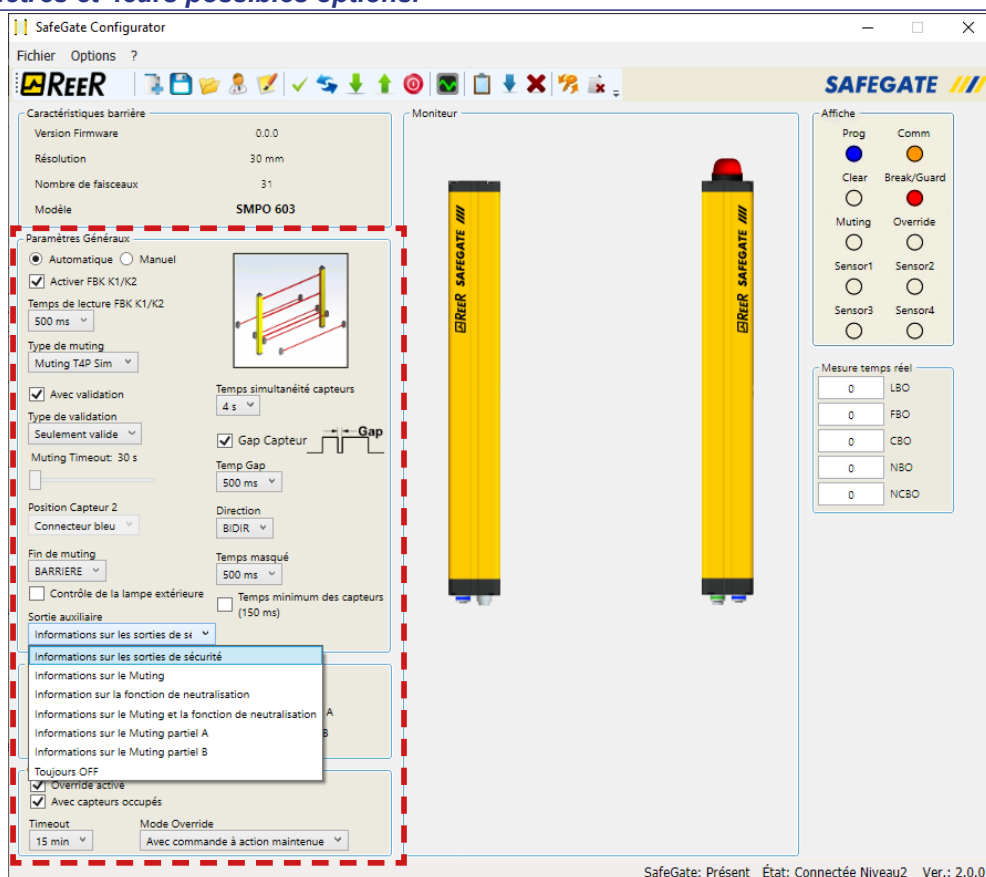 et leurs possibles options.
SafeGate Configurator
Fichier Options ?
REER
SAFEGATE
Caractéristiques barrière
Version Firmware 0.0.0
Résolution 30 mm
Nombre de faisceaux 31
Modèle SMPO 603
Paramètres Généraux
Automatique Manuel
Activer FBK K1/K2
Temps de lecture FBK K1/K2
500 ms
Type de muting
Muting T4P Sim
Avec validation
Type de validation
Seulement valide
Muting Timeout: 30 s
Position Capteur 2
Connecteur bleu
Fin de muting
BARRIERE
Contrôle de la lampe extérieure
Sortie auxiliaire
Informations sur les sorties de sé
Temps simultanéité capteurs
4 s
Gap Capteur
Gap
Temp Gap
500 ms
Direction
BIDIR
Temps masqué
500 ms
Temps minimum des capteurs
(150 ms)
Informations sur les sorties de sécurité
Informations sur le Muting
Information sur la fonction de neutralisation
Informations sur le Muting et la fonction de neutralisation
Informations sur le Muting partiel A
Informations sur le Muting partiel B
Toujours OFF
A
B
Override activé
Avec capteurs occupés
Timeout
15 min
Mode Override
Avec commande à action maintenue
Moniteur
REER SAFEGATE
REER SAFEGATE
Affiche
Prog Comm
Clear Break/Guard
Muting Override
Sensor1 Sensor2
Sensor3 Sensor4
Mesure temps réel
0 LBO
0 FBO
0 CBO
0 NBO
0 NCBO
SafeGate: Présent État: Connectée Niveau2 Ver.: 2.0.0